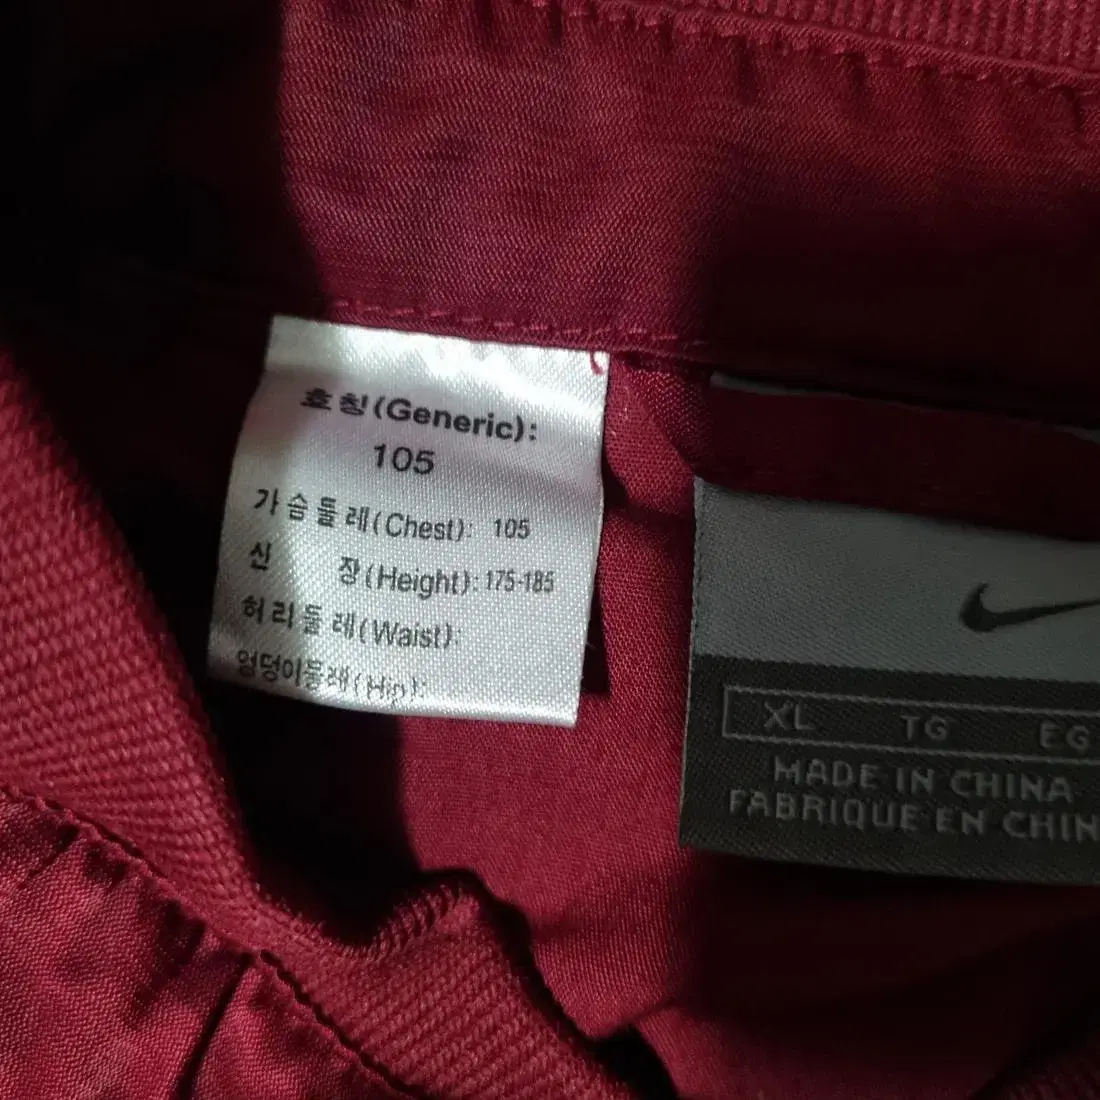 호칭(Generic):
105
가슴둘레(Chest): 105
신 장(Height): 175-185
허리둘레(Waist):
엉덩이둘레(Hip):
XL TG EG
MADE IN CHINA
FABRIQUE EN CHIN